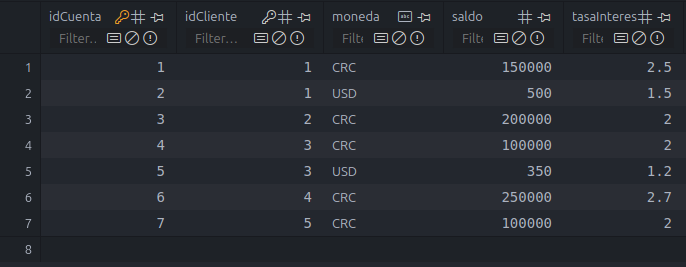 idCuenta idCliente moneda abc saldo tasaInteres
Filter.. Filter... Filte Filte Filte
1 1 1 CRC 150000 2.5
2 2 1 USD 500 1.5
3 3 2 CRC 200000 2
4 4 3 CRC 100000 2
5 5 3 USD 350 1.2
6 6 4 CRC 250000 2.7
7 7 5 CRC 100000 2
8